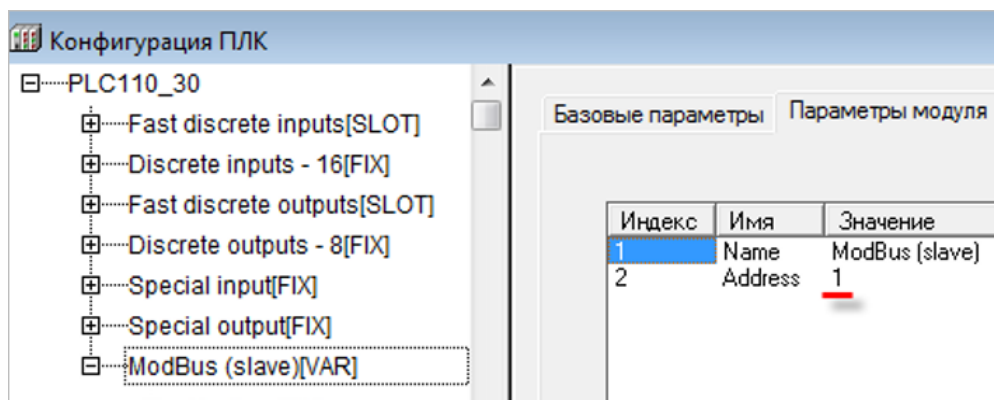 Конфигурация ПЛК
PLC110_30
Fast discrete inputs[SLOT]
Discrete inputs - 16[FIX]
Fast discrete outputs[SLOT]
Discrete outputs - 8[FIX]
Special input[FIX]
Special output[FIX]
ModBus (slave)[VAR]
Базовые параметры Параметры модуля
Индекс Имя Значение
1 Name ModBus (slave)
2 Address 1